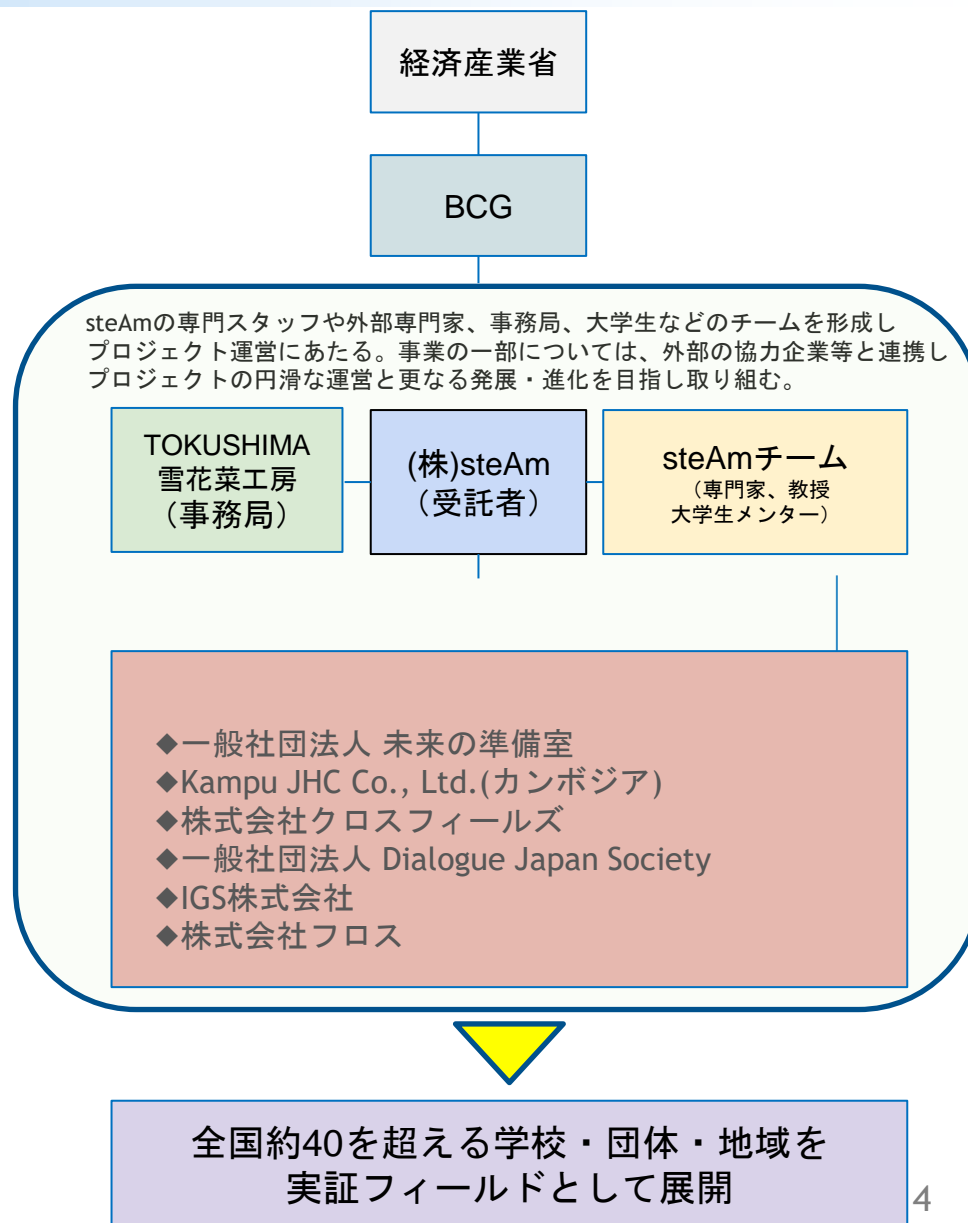 経済産業省
BCG
steAmの専門スタッフや外部専門家、事務局、大学生などのチームを形成し
プロジェクト運営にあたる。事業の一部については、外部の協力企業等と連携し
プロジェクトの円滑な運営と更なる発展・進化を目指し取り組む。
TOKUSHIMA
雪花菜工房
（事務局）
(株)steAm
（受託者）
steAmチーム
（専門家、教授
大学生メンター）
◆一般社団法人 未来の準備室
◆Kampu JHC Co., Ltd.(カンボジア)
◆株式会社クロスフィールズ
◆一般社団法人 Dialogue Japan Society
◆IGS株式会社
◆株式会社フロス
全国約40を超える学校・団体・地域を
実証フィールドとして展開
4